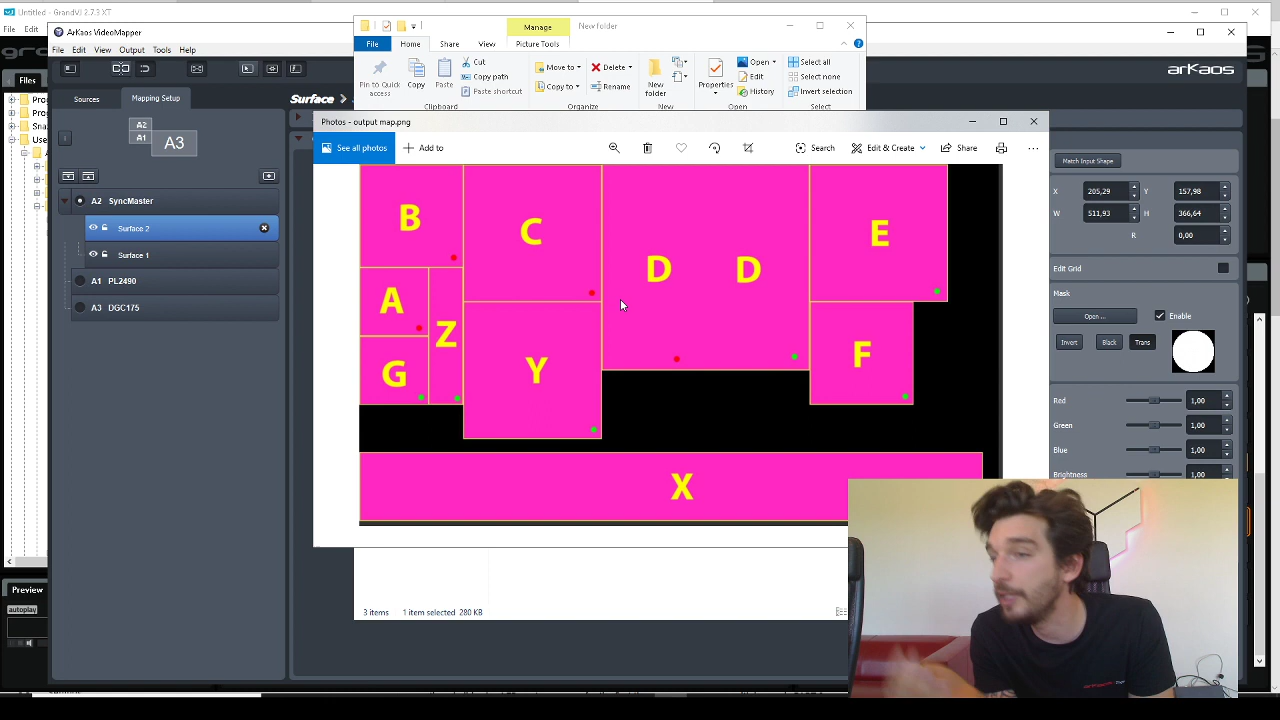 Untitled - GrandVJ 2.7.3 XT
File
ArKaos VideoMapper
File Edit View Output Tools Help
Files
Sources Mapping Setup
A2
A1
A3
A2 SyncMaster
Surface 2
Surface 1
A1 PL2490
A3 DGC175
Preview
autoplay
Surface
Manage
New folder
File Home Share View Picture Tools
Pin to Quick access
Copy
Paste
Cut
Copy path
Paste shortcut
Clipboard
Move to
Copy to
Delete
Rename
Organize
New folder
New
Properties
Open
Edit
History
Open
Select all
Select none
Invert selection
Select
Photos - output map.png
See all photos
Add to
Search
Edit & Create
Share
B
C
D D
E
A
Z
G
Y
F
X
3 items 1 item selected 280 KB
arKaos
Match Input Shape
X 205,29 Y 157,98
W 511,93 H 366,64
R 0,00
Edit Grid
Mask
Open ...
Enable
Invert Black Trans
Red 1,00
Green 1,00
Blue 1,00
Brightness 1,00